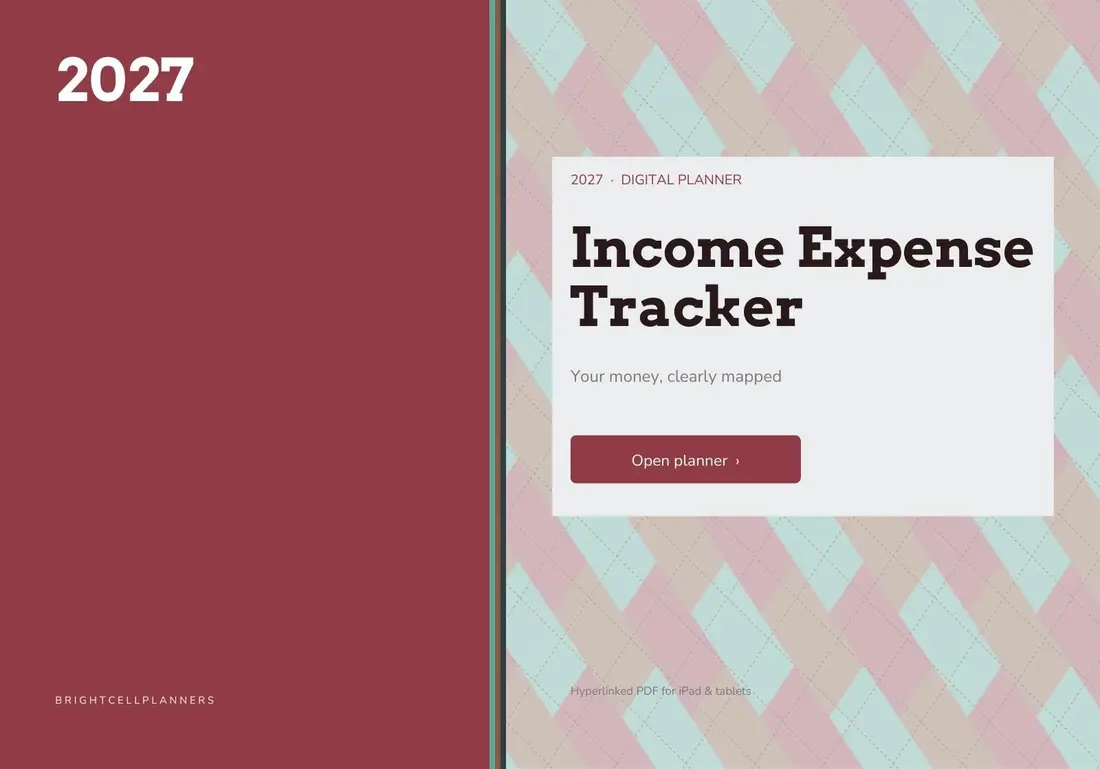 2027
BRIGHTCELLPLANNERS
2027 · DIGITAL PLANNER
Income Expense
Tracker
Your money, clearly mapped
Open planner ›
Hyperlinked PDF for iPad & tablets